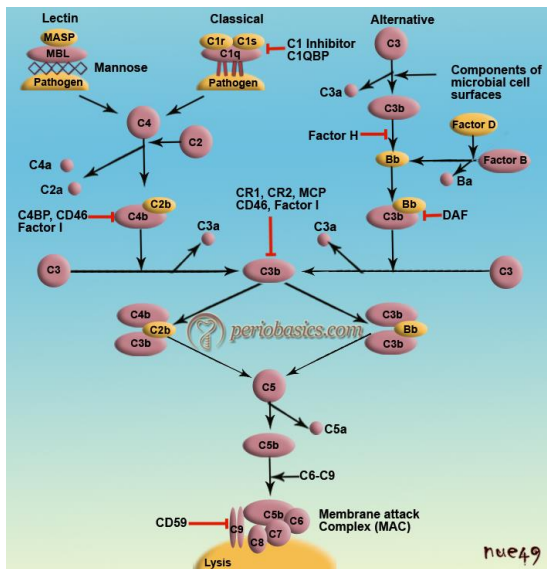 Lectin
Classical
Alternative
MASP
MBL
Mannose
Pathogen
C1r
C1s
C1q
Pathogen
C1 Inhibitor
C1QBP
C3
C3a
Components of
microbial cell
surfaces
C3b
Factor H
Factor D
Bb
Factor B
Ba
C4
C2
C4a
C2a
C2b
C4b
C4BP, CD46
Factor I
CR1, CR2, MCP
CD46, Factor I
Bb
C3b
DAF
C3
C3a
C3b
C3a
C3
C4b
C2b
C3b
periobasics.com
C3b
Bb
C3b
C5
C5a
C5b
C6-C9
CD59
C9
C5b
C6
C7
C8
Membrane attack
Complex (MAC)
Lysis
nue49